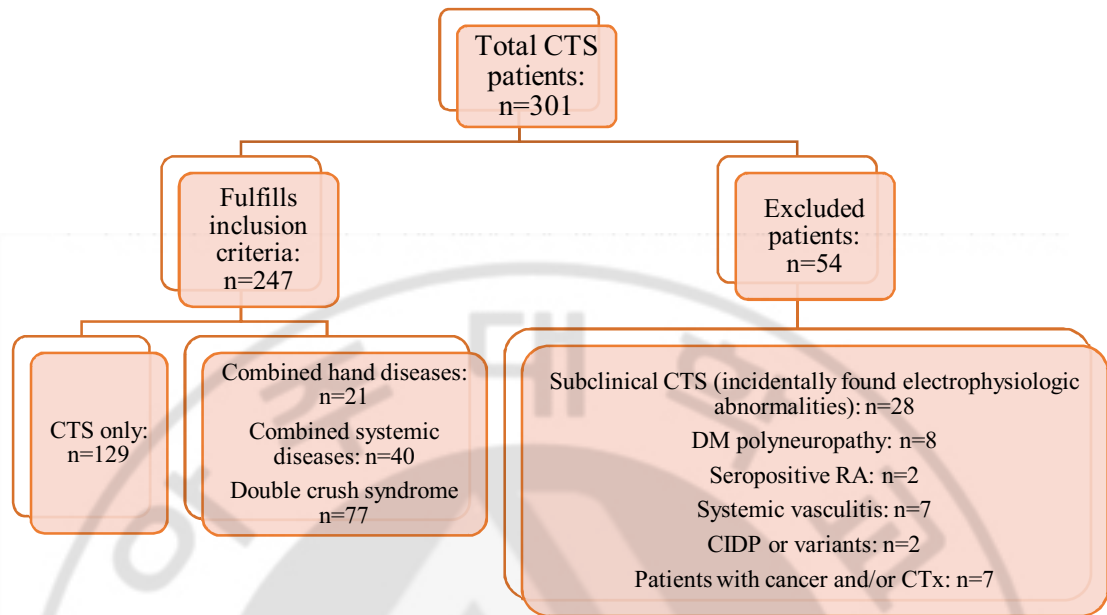 Total CTS
patients:
n=301
Fulfills
inclusion
criteria:
n=247
Excluded
patients:
n=54
CTS only:
n=129
Combined hand diseases:
n=21
Combined systemic
diseases: n=40
Double crush syndrome
n=77
Subclinical CTS (incidentally found electrophysiologic
abnormalities): n=28
DM polyneuropathy: n=8
Seropositive RA: n=2
Systemic vasculitis: n=7
CIDP or variants: n=2
Patients with cancer and/or CTx: n=7